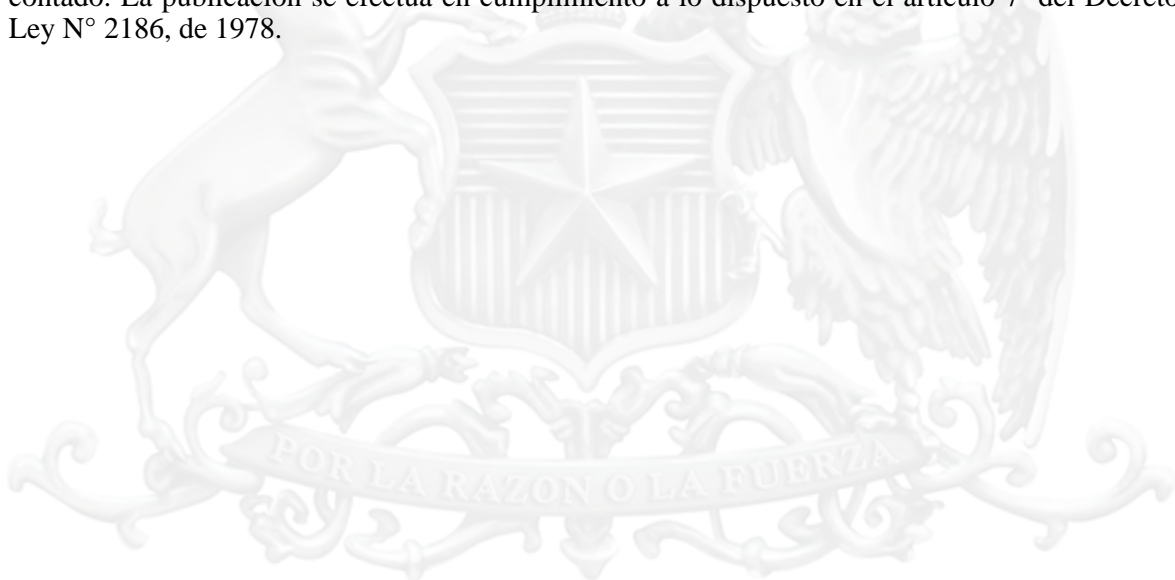 contado. La publicación se efectúa en cumplimiento a lo dispuesto en el artículo 7° del Decreto
Ley N° 2186, de 1978.
POR LA RAZON O LA FUERZA